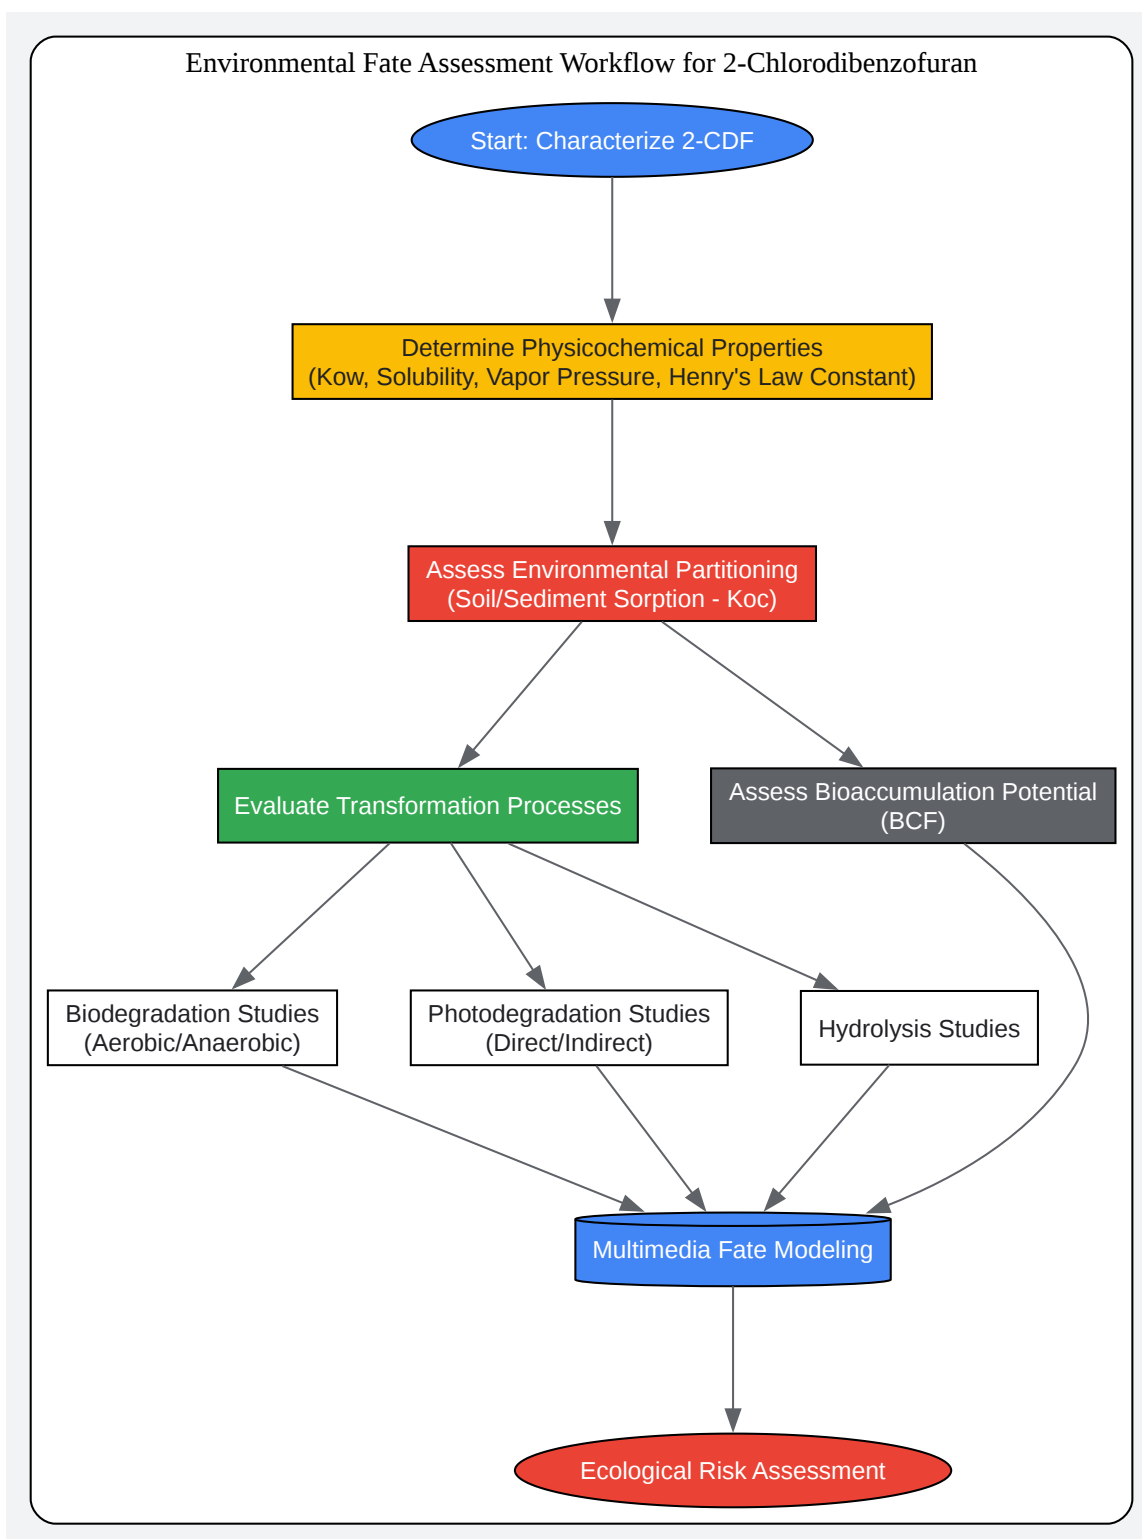 Environmental Fate Assessment Workflow for 2-Chlorodibenzofuran
Start: Characterize 2-CDF
Determine Physicochemical Properties
(Kow, Solubility, Vapor Pressure, Henry's Law Constant)
Assess Environmental Partitioning
(Soil/Sediment Sorption - Koc)
Evaluate Transformation Processes
Assess Bioaccumulation Potential
(BCF)
Biodegradation Studies
(Aerobic/Anaerobic)
Photodegradation Studies
(Direct/Indirect)
Hydrolysis Studies
Multimedia Fate Modeling
Ecological Risk Assessment